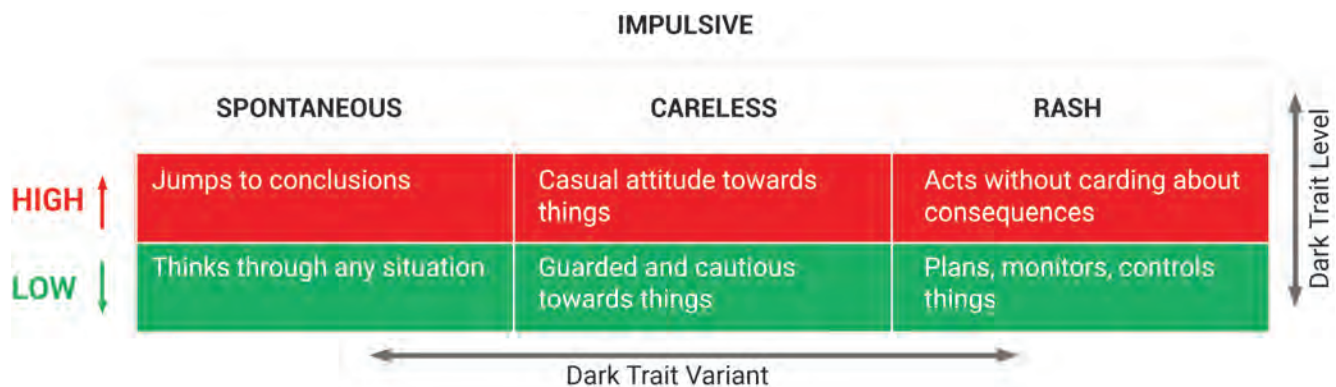 IMPULSIVE
SPONTANEOUS
CARELESS
RASH
HIGH
Jumps to conclusions
Casual attitude towards
things
Acts without carding about
consequences
LOW
Thinks through any situation
Guarded and cautious
towards things
Plans, monitors, controls
things
Dark Trait Level
Dark Trait Variant